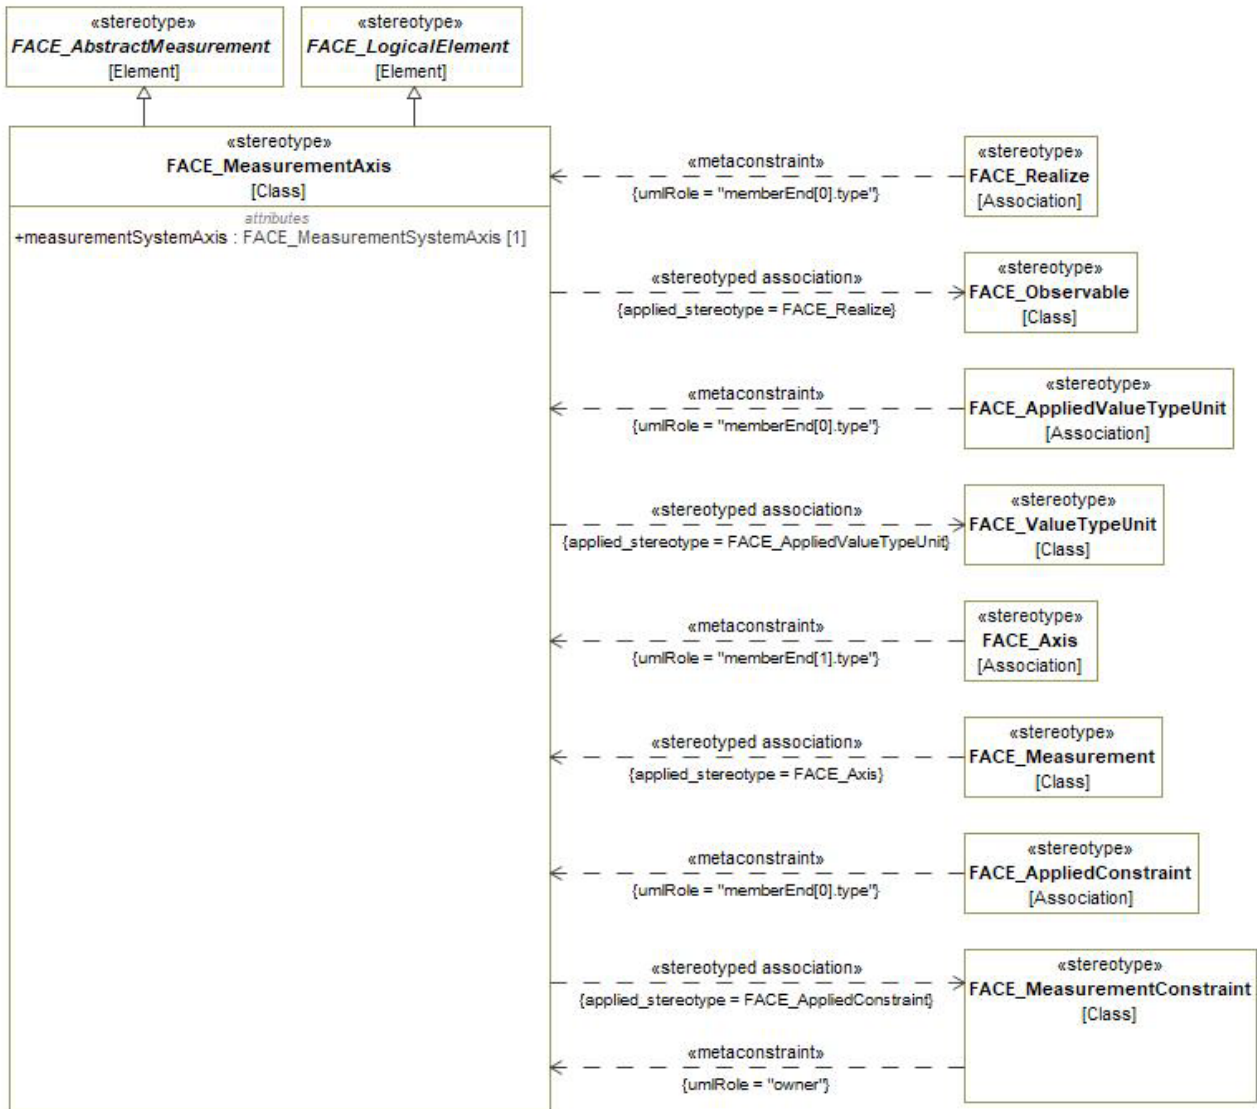 «stereotype»
FACE_AbstractMeasurement
[Element]
«stereotype»
FACE_LogicalElement
[Element]
«stereotype»
FACE_MeasurementAxis
[Class]
attributes
+measurementSystemAxis : FACE_MeasurementSystemAxis [1]
«metaconstraint»
{umlRole = "memberEnd[0].type"}
«stereotype»
FACE_Realize
[Association]
«stereotyped association»
{applied_stereotype = FACE_Realize}
«stereotype»
FACE_Observable
[Class]
«metaconstraint»
{umlRole = "memberEnd[0].type"}
«stereotype»
FACE_AppliedValueTypeUnit
[Association]
«stereotyped association»
{applied_stereotype = FACE_AppliedValueTypeUnit}
«stereotype»
FACE_ValueTypeUnit
[Class]
«metaconstraint»
{umlRole = "memberEnd[1].type"}
«stereotype»
FACE_Axis
[Association]
«stereotyped association»
{applied_stereotype = FACE_Axis}
«stereotype»
FACE_Measurement
[Class]
«metaconstraint»
{umlRole = "memberEnd[0].type"}
«stereotype»
FACE_AppliedConstraint
[Association]
«stereotyped association»
{applied_stereotype = FACE_AppliedConstraint}
«stereotype»
FACE_MeasurementConstraint
[Class]
«metaconstraint»
{umlRole = "owner"}